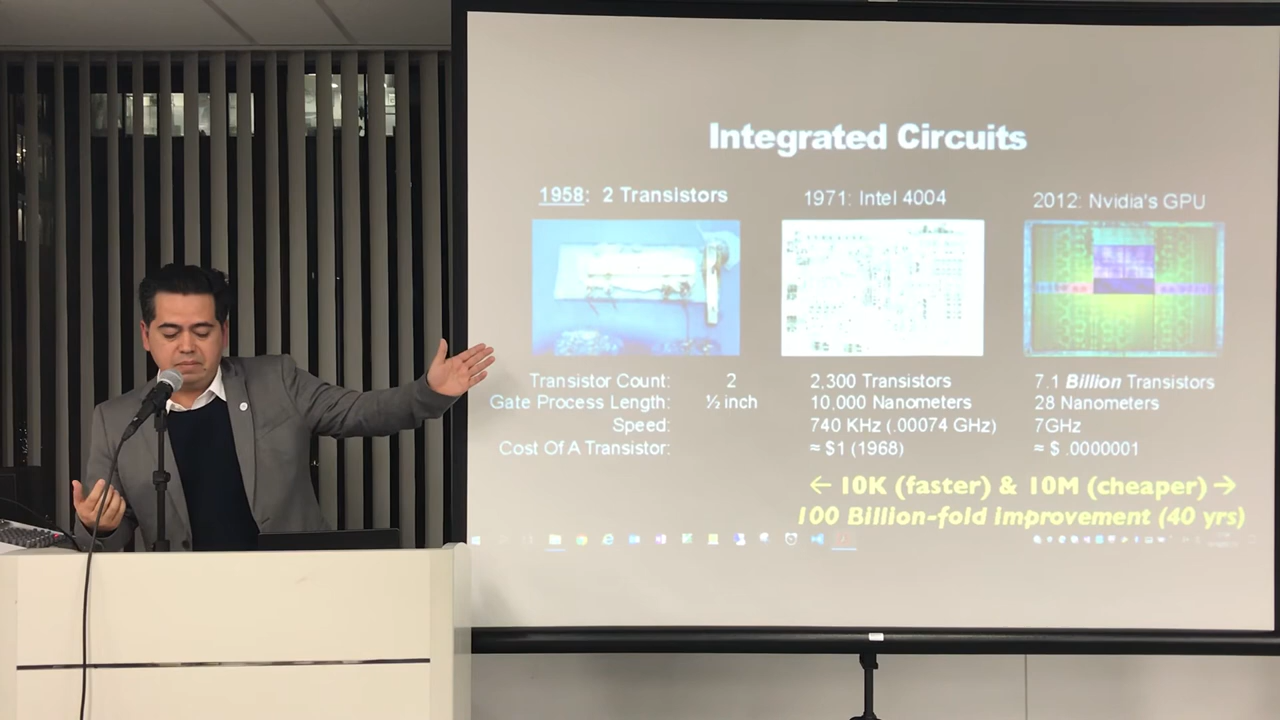 Integrated Circuits
1958: 2 Transistors 1971: Intel 4004 2012: Nvidia's GPU
Transistor Count: 2 2,300 Transistors 7.1 Billion Transistors
Gate Process Length: ½ inch 10,000 Nanometers 28 Nanometers
Speed: 740 KHz (.00074 GHz) 7GHz
Cost Of A Transistor: ≈ $1 (1968) ≈ $ .0000001
← 10K (faster) & 10M (cheaper) →
100 Billion-fold improvement (40 yrs)